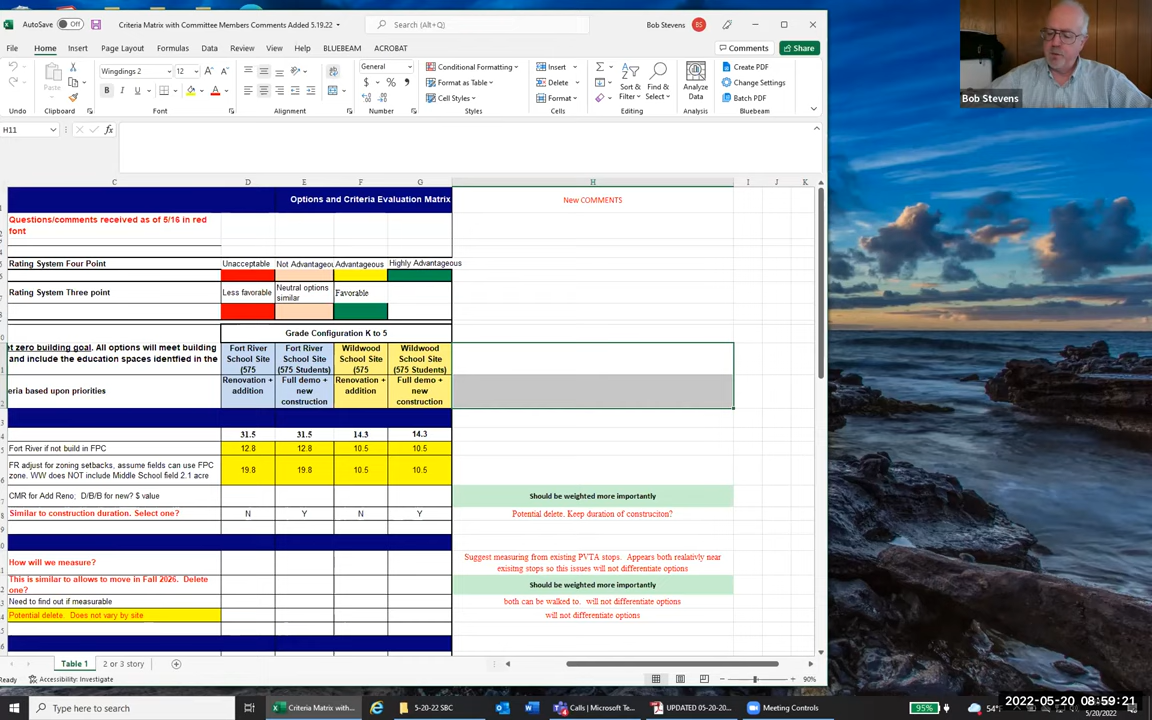 AutoSave Off Criteria Matrix with Committee Members Comments Added 5.19.22 Search (Alt+Q) Bob Stevens BS
File Home Insert Page Layout Formulas Data Review View Help BLUEBEAM ACROBAT Comments Share
Wingdings 2 12 General Conditional Formatting Insert Create PDF
Paste Format as Table Delete Sort & Filter Find & Select Analyze Data Change Settings
Cell Styles Format Batch PDF
Undo Clipboard Font Alignment Number Styles Cells Editing Analysis Bluebeam
Bob Stevens
H11 fx
C D E F G H I J K
Options and Criteria Evaluation Matrix New COMMENTS
Questions/comments received as of 5/16 in red
font
Rating System Four Point Unacceptable Not Advantageou Advantageous Highly Advantageous
Rating System Three point Less favorable Neutral options similar Favorable
Grade Configuration K to 5
et zero building goal. All options will meet building
and include the education spaces identfied in the
Fort River School Site (575 Fort River School Site (575 Students) Wildwood School Site (575 Wildwood School Site (575 Students)
eria based upon priorities Renovation + addition Full demo + new construction Renovation + addition Full demo + new construction
31.5 31.5 14.3 14.3
Fort River if not build in FPC 12.8 12.8 10.5 10.5
FR adjust for zoning setbacks, assume fields can use FPC
zone. WW does NOT include Middle School field 2.1 acre 19.8 19.8 10.5 10.5
CMR for Add Reno; D/B/B for new? $ value Should be weighted more importantly
Similar to construction duration. Select one? N Y N Y Potential delete. Keep duration of construciton?
How will we measure? Suggest measuring from existing PVTA stops. Appears both realativly near
exisitng stops so this issues will not differentiate options
This is similar to allows to move in Fall 2026. Delete
one? Should be weighted more importantly
Need to find out if measurable both can be walked to. will not differentiate options
Potential delete. Does not vary by site will not differentiate options
Table 1 2 or 3 story
Ready Accessibility: Investigate 90%
Type here to search Criteria Matrix with... 5-20-22 SBC Calls | Microsoft Te... UPDATED 05-20-20... Meeting Controls 95% 54° 2022-05-20 08:59:21
5/20/2022